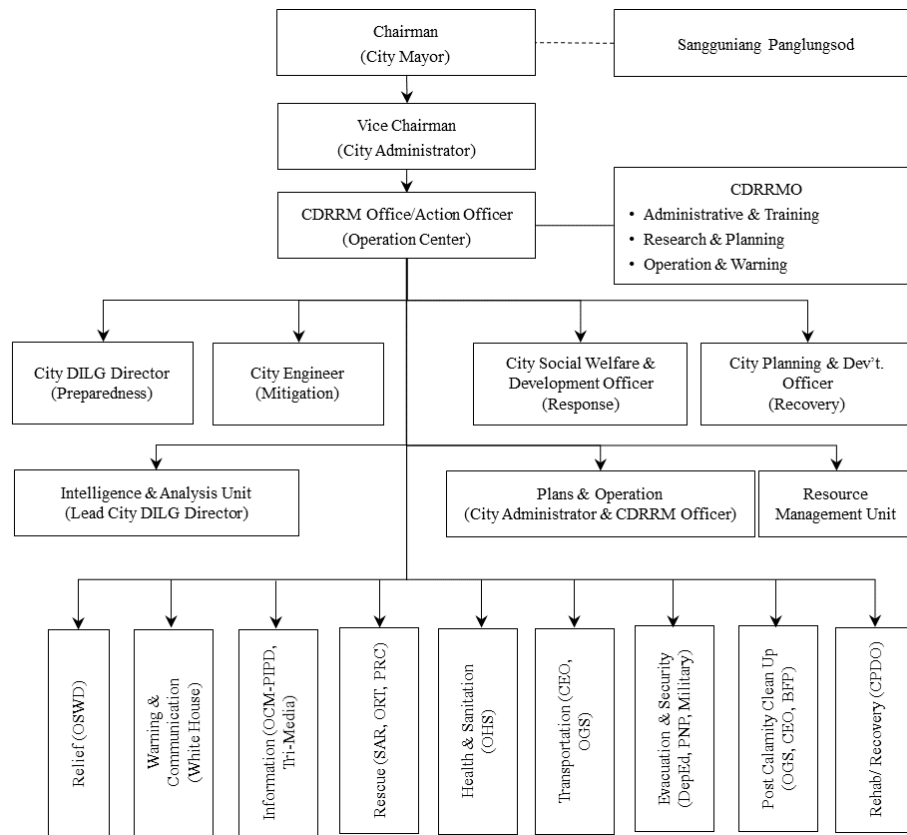 Chairman
(City Mayor)
Sangguniang Panglungsod
Vice Chairman
(City Administrator)
CDRRM Office/Action Officer
(Operation Center)
CDRRMO
• Administrative & Training
• Research & Planning
• Operation & Warning
City DILG Director
(Preparedness)
City Engineer
(Mitigation)
City Social Welfare &
Development Officer
(Response)
City Planning & Dev't.
Officer
(Recovery)
Intelligence & Analysis Unit
(Lead City DILG Director)
Plans & Operation
(City Administrator & CDRRM Officer)
Resource
Management Unit
Relief (OSWD)
Warning &
Communication
(White House)
Information (OCM-PIPD,
Tri-Media)
Rescue (SAR, ORT, PRC)
Health & Sanitation
(OHS)
Transportation (CEO,
OGS)
Evacuation & Security
(DepEd, PNP, Military)
Post Calamity Clean Up
(OGS, CEO, BFP)
Rehab/ Recovery (CPDO)